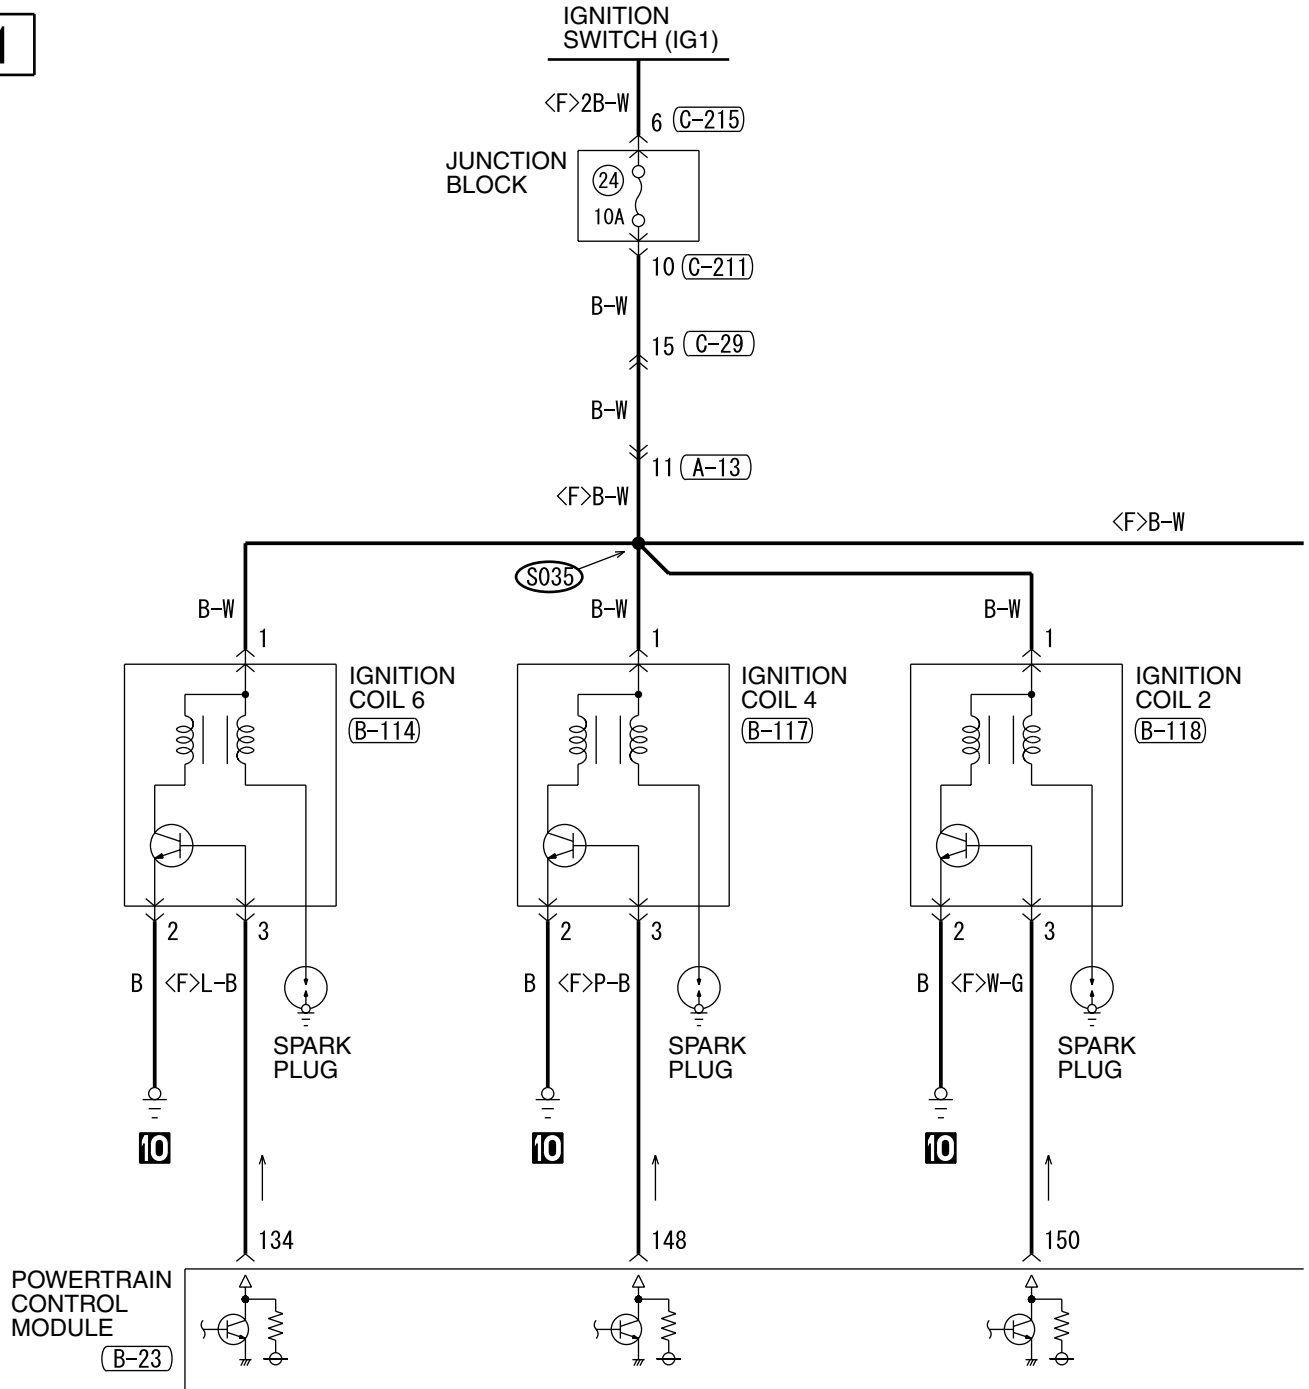 1
IGNITION
SWITCH (IG1)
<F>2B-W
6 C-215
JUNCTION
BLOCK
24
10A
10 C-211
B-W
15 C-29
B-W
11 A-13
<F>B-W
<F>B-W
S035
B-W
B-W
B-W
1
1
1
IGNITION
COIL 6
B-114
IGNITION
COIL 4
B-117
IGNITION
COIL 2
B-118
2
3
2
3
2
3
B <F>L-B
B <F>P-B
B <F>W-G
SPARK
PLUG
SPARK
PLUG
SPARK
PLUG
10
10
10
134
148
150
POWERTRAIN
CONTROL
MODULE
B-23